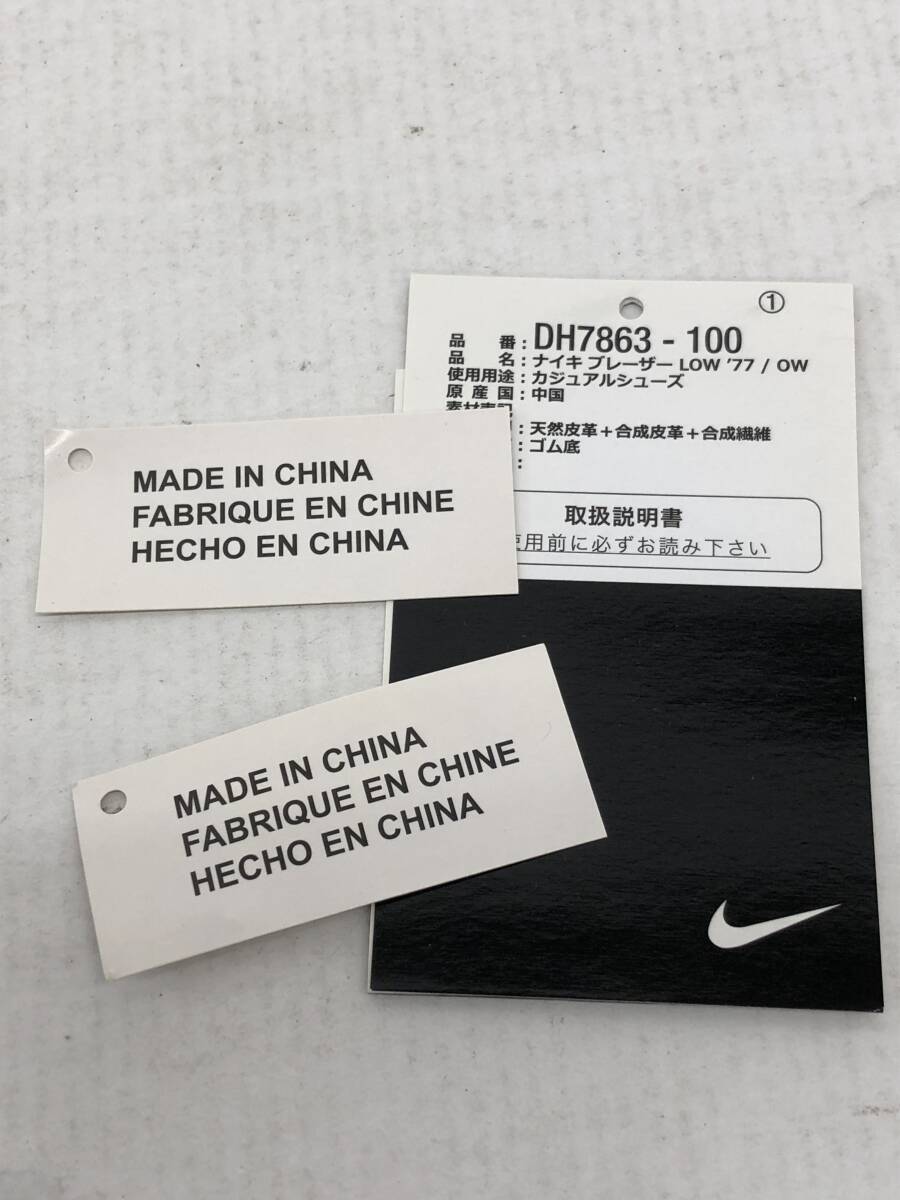 ①
品 番：DH7863 - 100
品 名：ナイキ ブレーザー LOW '77 / OW
使用用途：カジュアルシューズ
原 産 国：中国
素材表記
：天然皮革＋合成皮革＋合成繊維
：ゴム底
：
取扱説明書
使用前に必ずお読み下さい
MADE IN CHINA
FABRIQUE EN CHINE
HECHO EN CHINA
MADE IN CHINA
FABRIQUE EN CHINE
HECHO EN CHINA